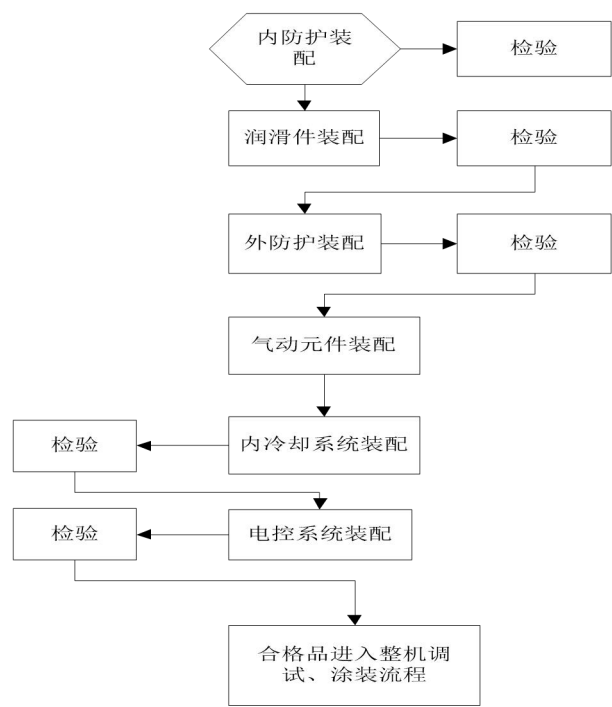 内防护装
配
检验
润滑件装配
检验
外防护装配
检验
气动元件装配
检验
内冷却系统装配
检验
电控系统装配
合格品进入整机调
试、涂装流程